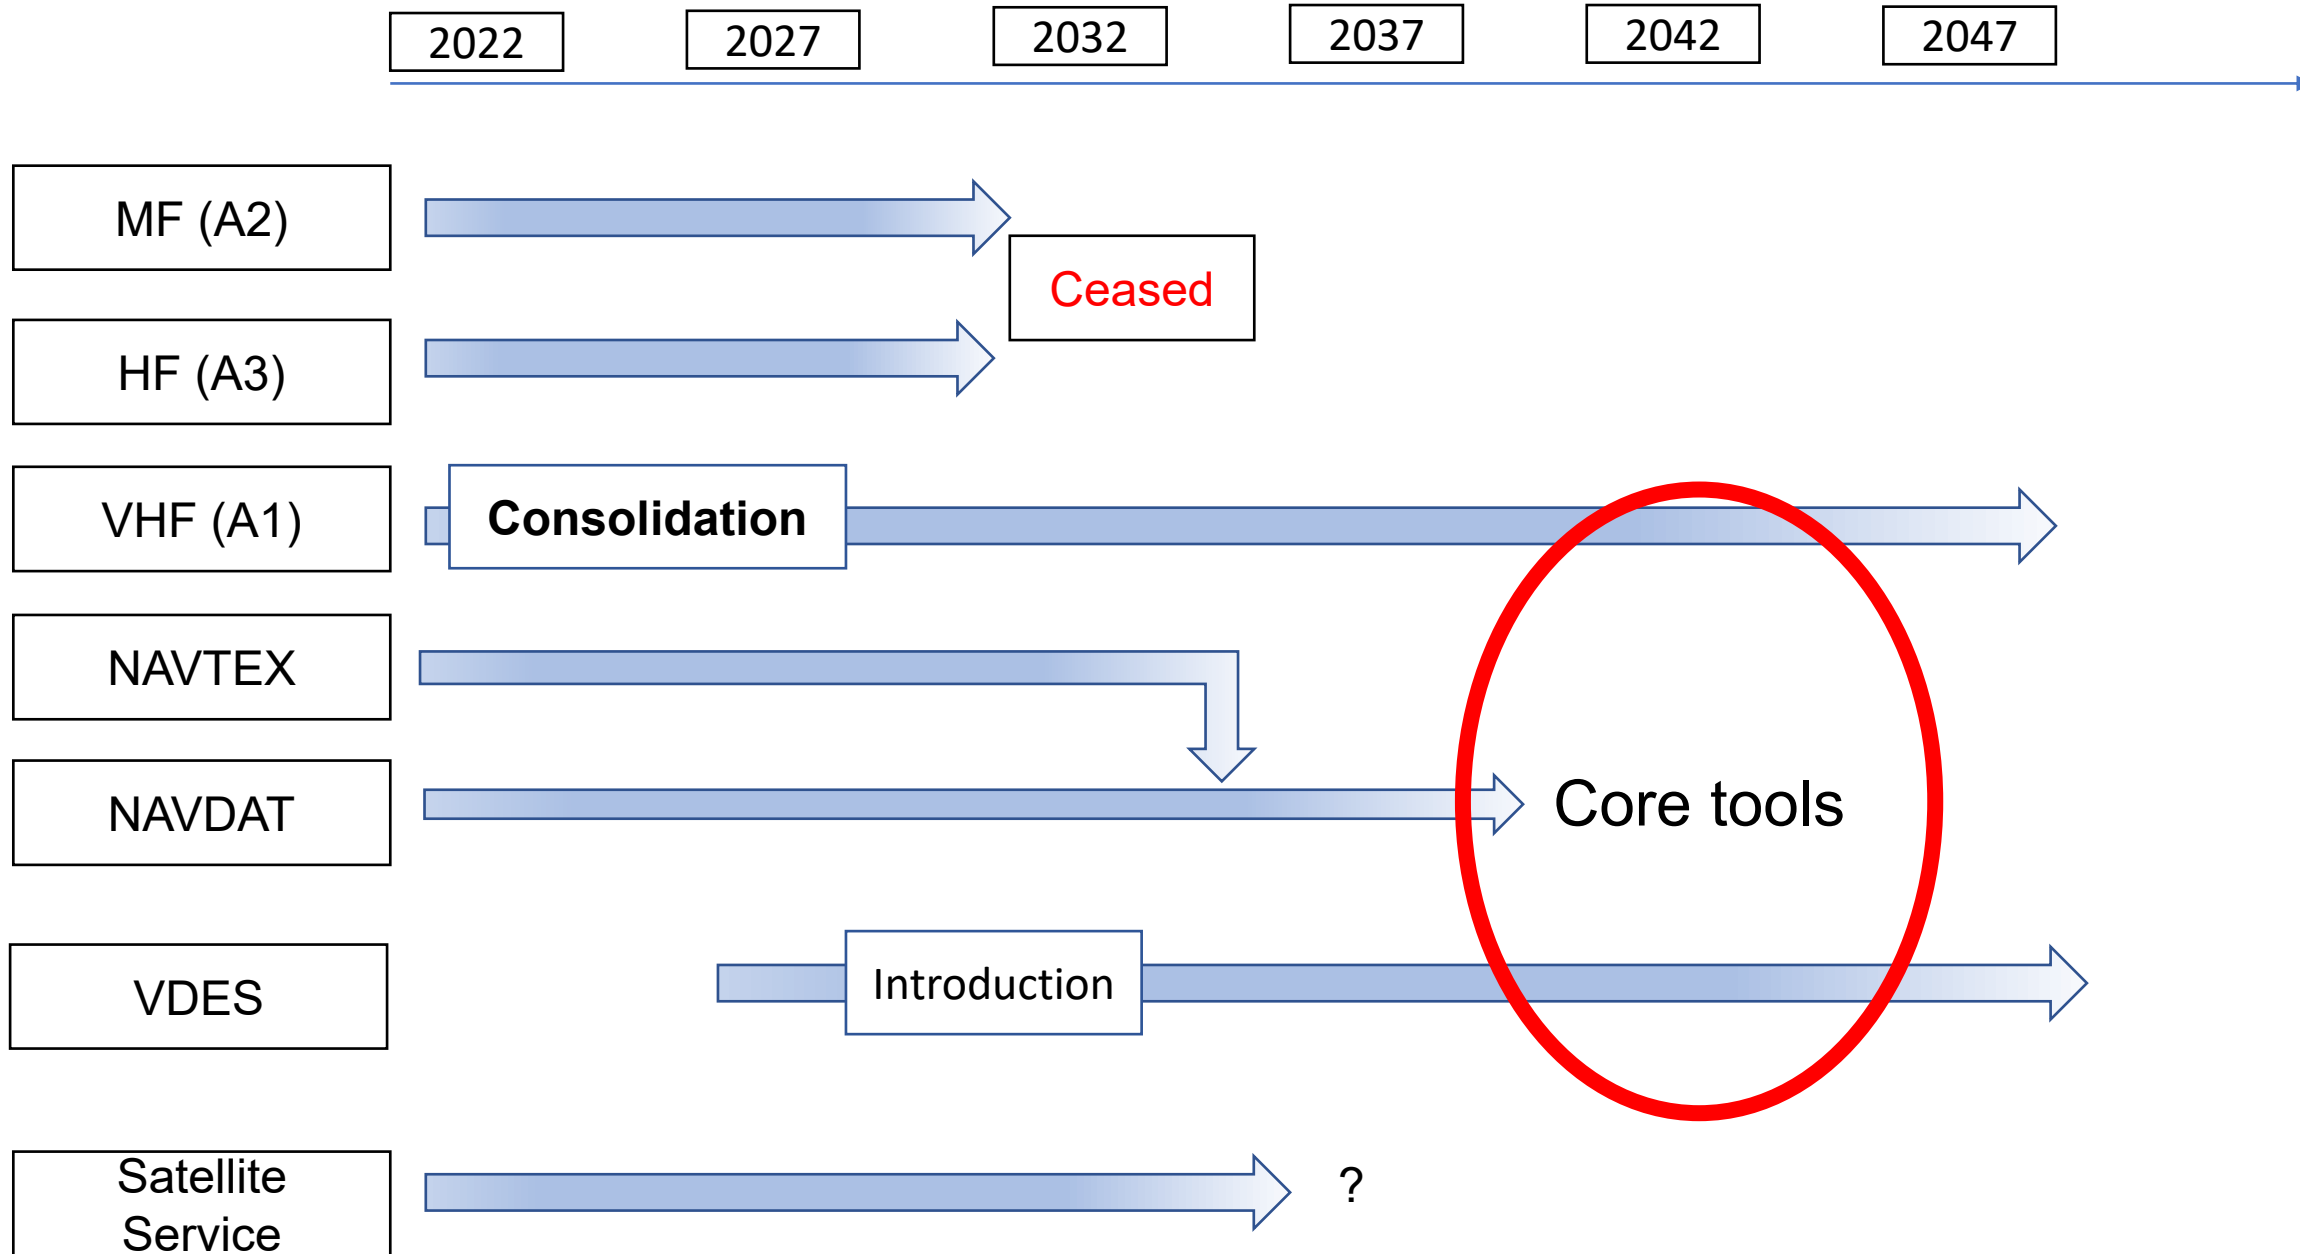 2022 2027 2032 2037 2042 2047
MF (A2)
Ceased
HF (A3)
VHF (A1)
Consolidation
NAVTEX
NAVDAT
Core tools
VDES
Introduction
Satellite
Service
?